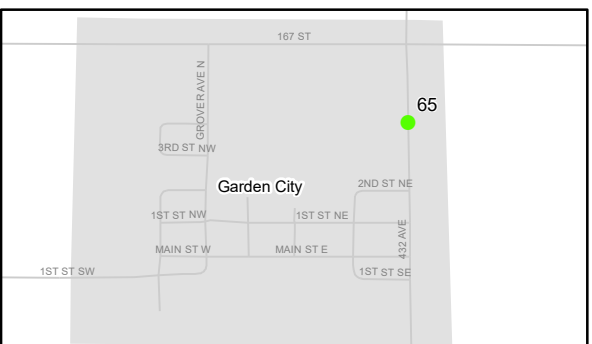 167 ST
GROVER AVE N
65
3RD ST NW
Garden City
2ND ST NE
1ST ST NW
1ST ST NE
432 AVE
MAIN ST W
MAIN ST E
1ST ST SW
1ST ST SE